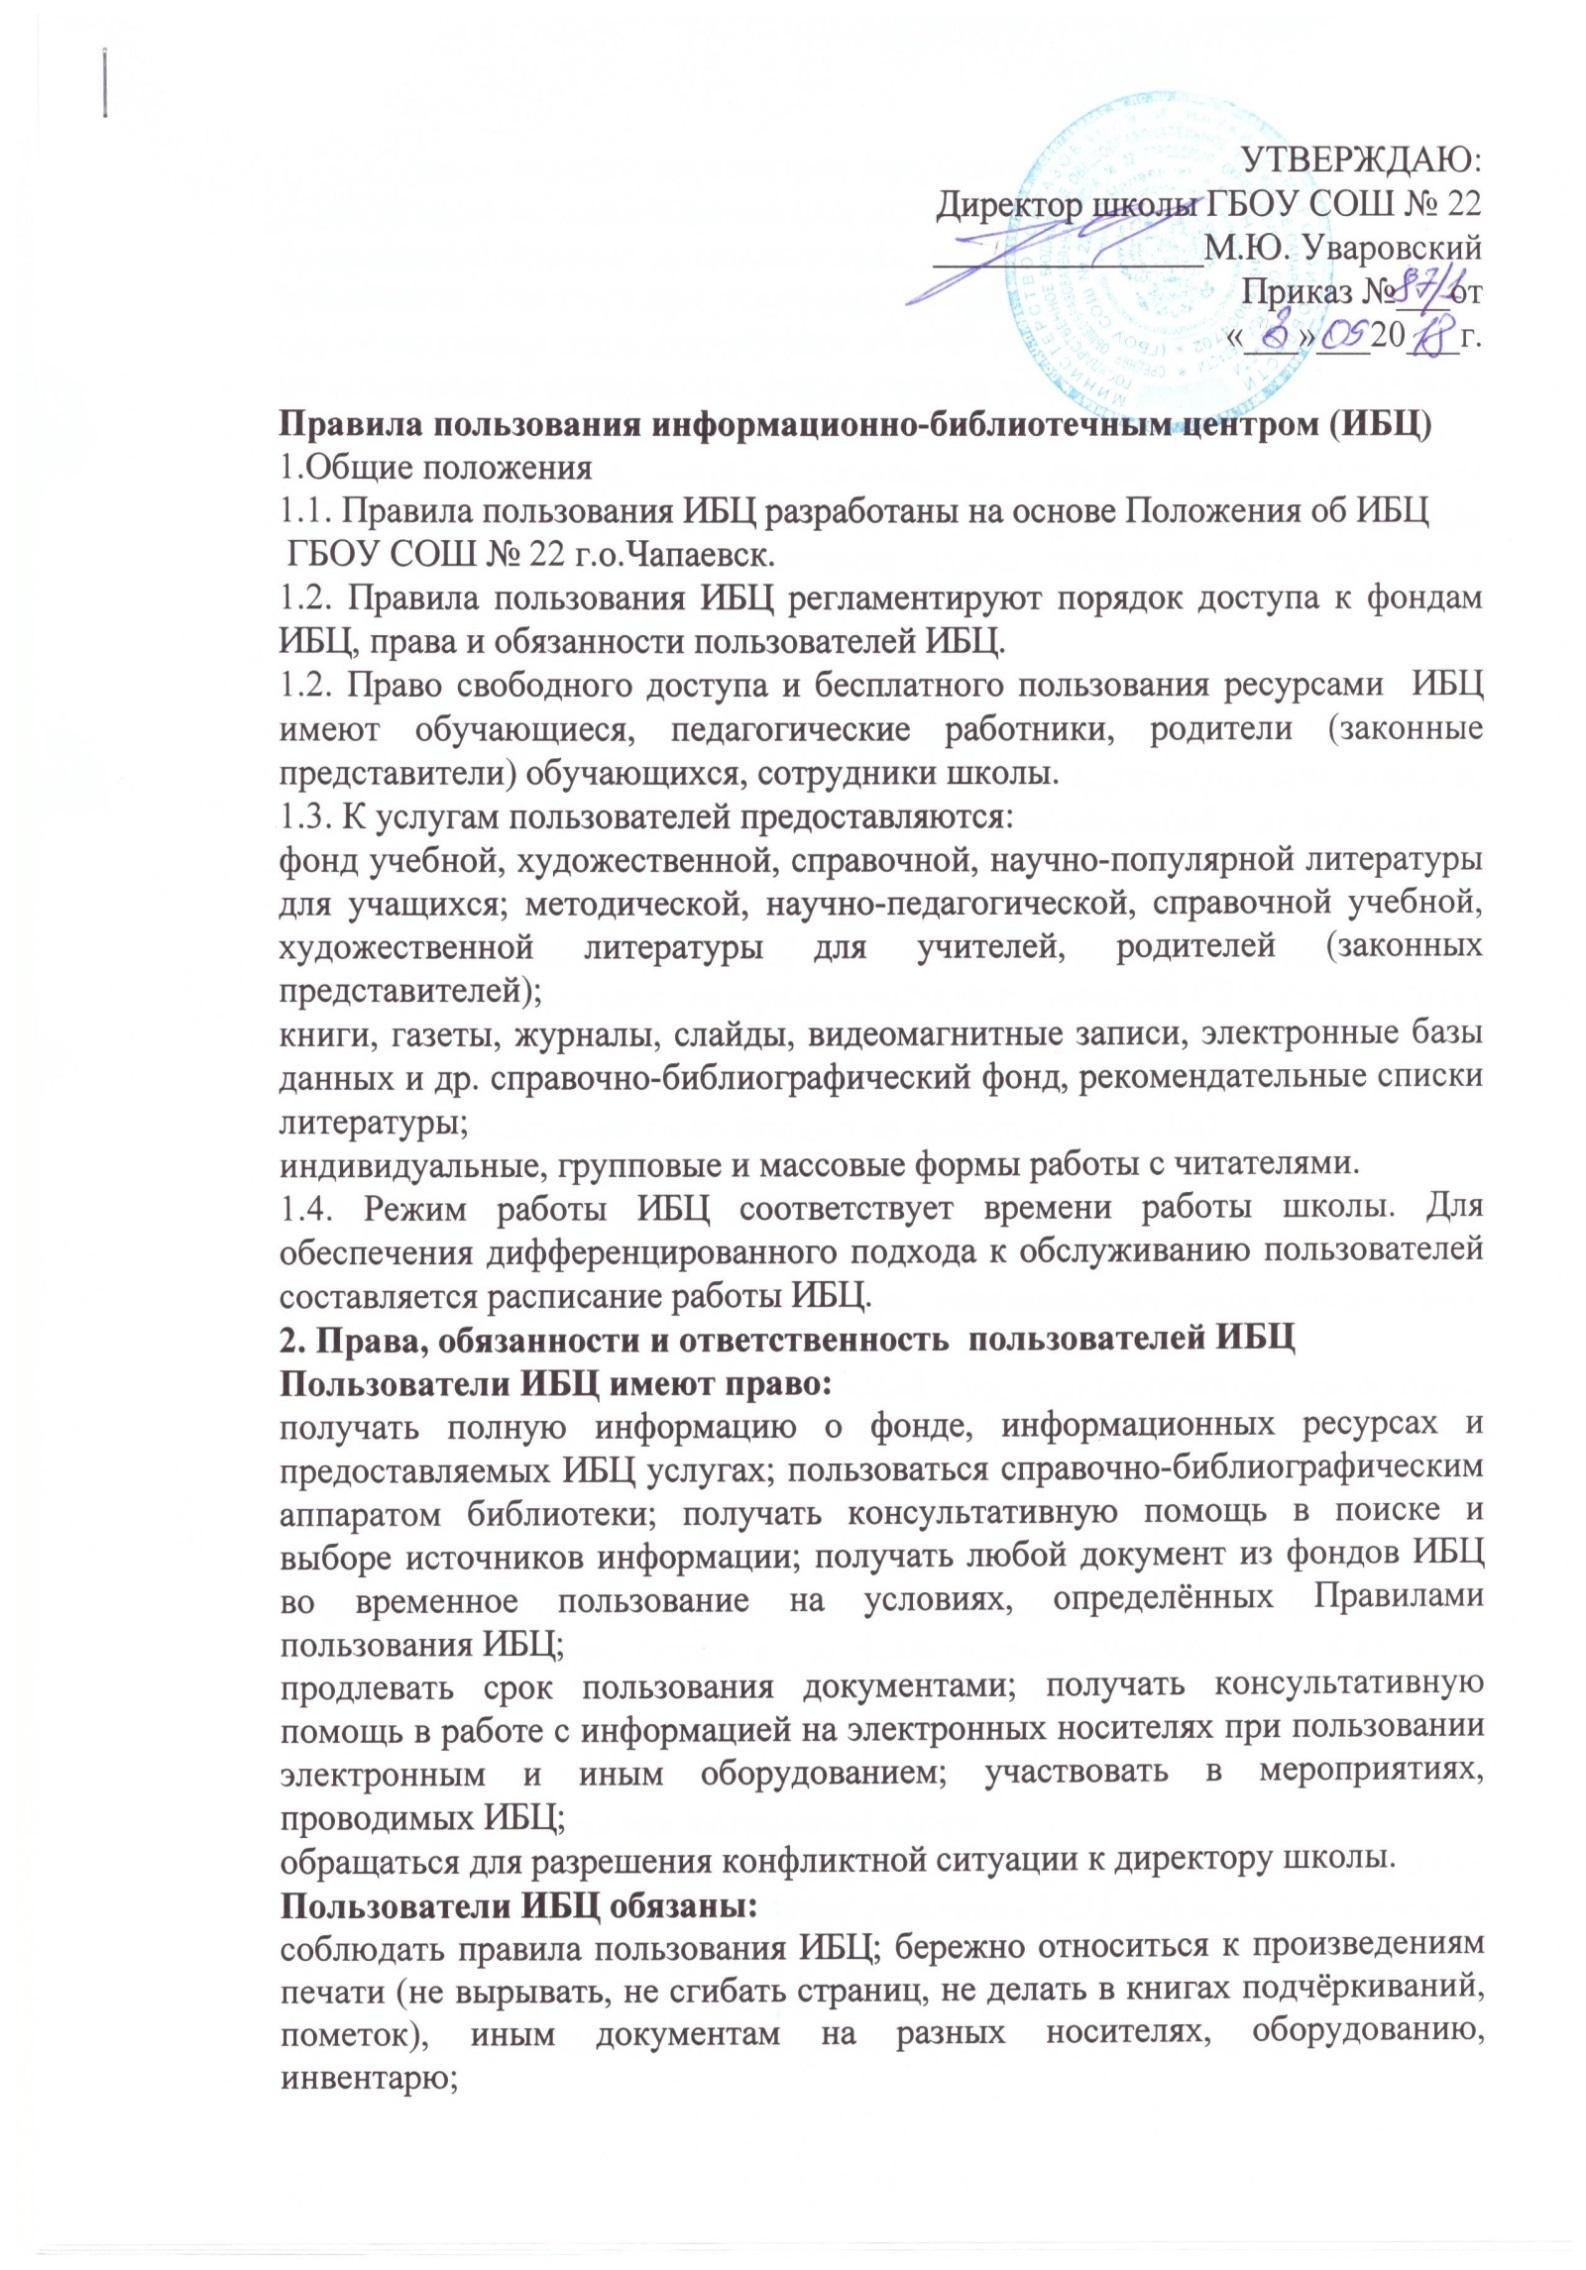 УТВЕРЖДАЮ:
Директор школы ГБОУ СОШ № 22
М.Ю. Уваровский
Приказ № 87/1 от
«3» 09 2018 г.
Правила пользования информационно-библиотечным центром (ИБЦ)
1.Общие положения
1.1. Правила пользования ИБЦ разработаны на основе Положения об ИБЦ
ГБОУ СОШ № 22 г.о.Чапаевск.
1.2. Правила пользования ИБЦ регламентируют порядок доступа к фондам
ИБЦ, права и обязанности пользователей ИБЦ.
1.2. Право свободного доступа и бесплатного пользования ресурсами ИБЦ
имеют обучающиеся, педагогические работники, родители (законные
представители) обучающихся, сотрудники школы.
1.3. К услугам пользователей предоставляются:
фонд учебной, художественной, справочной, научно-популярной литературы
для учащихся; методической, научно-педагогической, справочной учебной,
художественной литературы для учителей, родителей (законных
представителей);
книги, газеты, журналы, слайды, видеомагнитные записи, электронные базы
данных и др. справочно-библиографический фонд, рекомендательные списки
литературы;
индивидуальные, групповые и массовые формы работы с читателями.
1.4. Режим работы ИБЦ соответствует времени работы школы. Для
обеспечения дифференцированного подхода к обслуживанию пользователей
составляется расписание работы ИБЦ.
2. Права, обязанности и ответственность пользователей ИБЦ
Пользователи ИБЦ имеют право:
получать полную информацию о фонде, информационных ресурсах и
предоставляемых ИБЦ услугах; пользоваться справочно-библиографическим
аппаратом библиотеки; получать консультативную помощь в поиске и
выборе источников информации; получать любой документ из фондов ИБЦ
во временное пользование на условиях, определённых Правилами
пользования ИБЦ;
продлевать срок пользования документами; получать консультативную
помощь в работе с информацией на электронных носителях при пользовании
электронным и иным оборудованием; участвовать в мероприятиях,
проводимых ИБЦ;
обращаться для разрешения конфликтной ситуации к директору школы.
Пользователи ИБЦ обязаны:
соблюдать правила пользования ИБЦ; бережно относиться к произведениям
печати (не вырывать, не сгибать страниц, не делать в книгах подчёркиваний,
пометок), иным документам на разных носителях, оборудованию,
инвентарю;